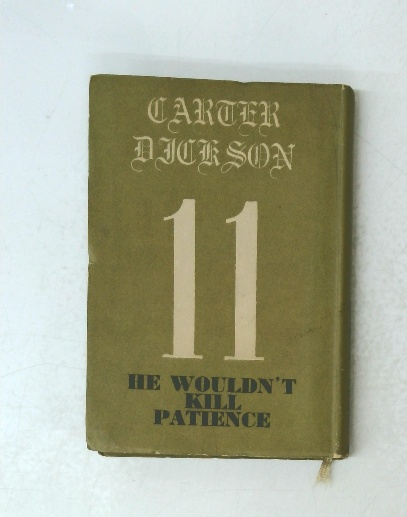 CARTER
DICKSON
11
HE WOULDN'T
KILL
PATIENCE